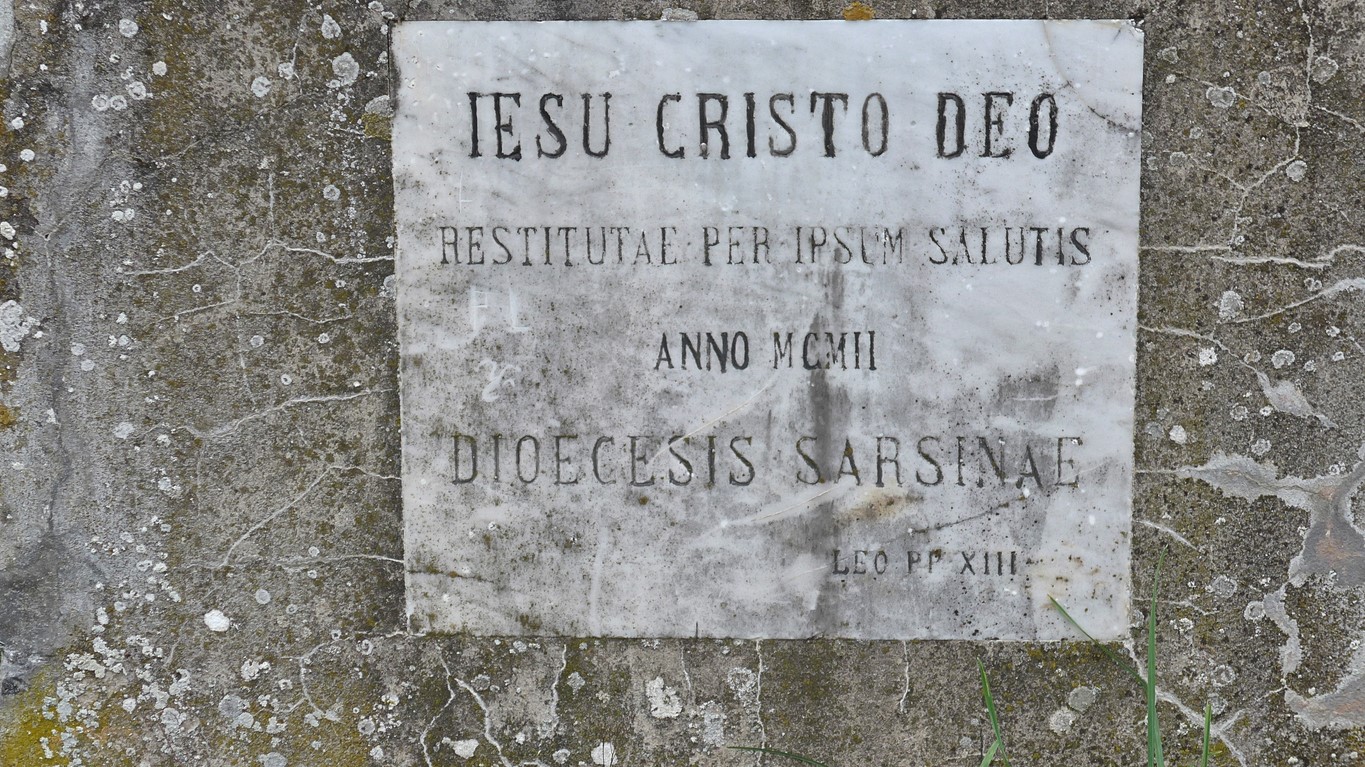 IESU CRISTO DEO
RESTITUTAE PER IPSUM SALUTIS
ANNO MCMII
DIOECESIS SARSINAE
LEO PP XIII